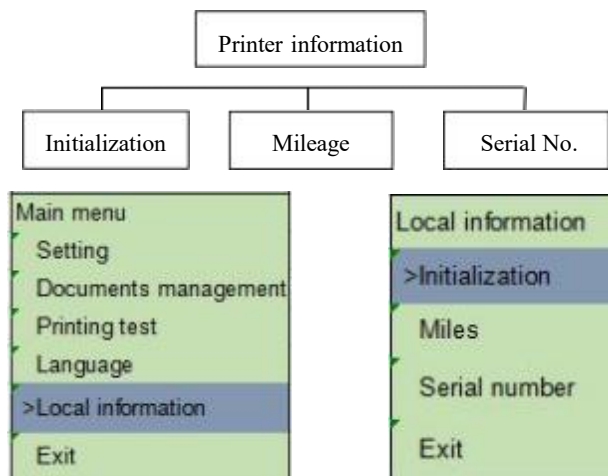 Printer information
Initialization
Mileage
Serial No.
Main menu
Setting
Documents management
Printing test
Language
>Local information
Exit
Local information
>Initialization
Miles
Serial number
Exit